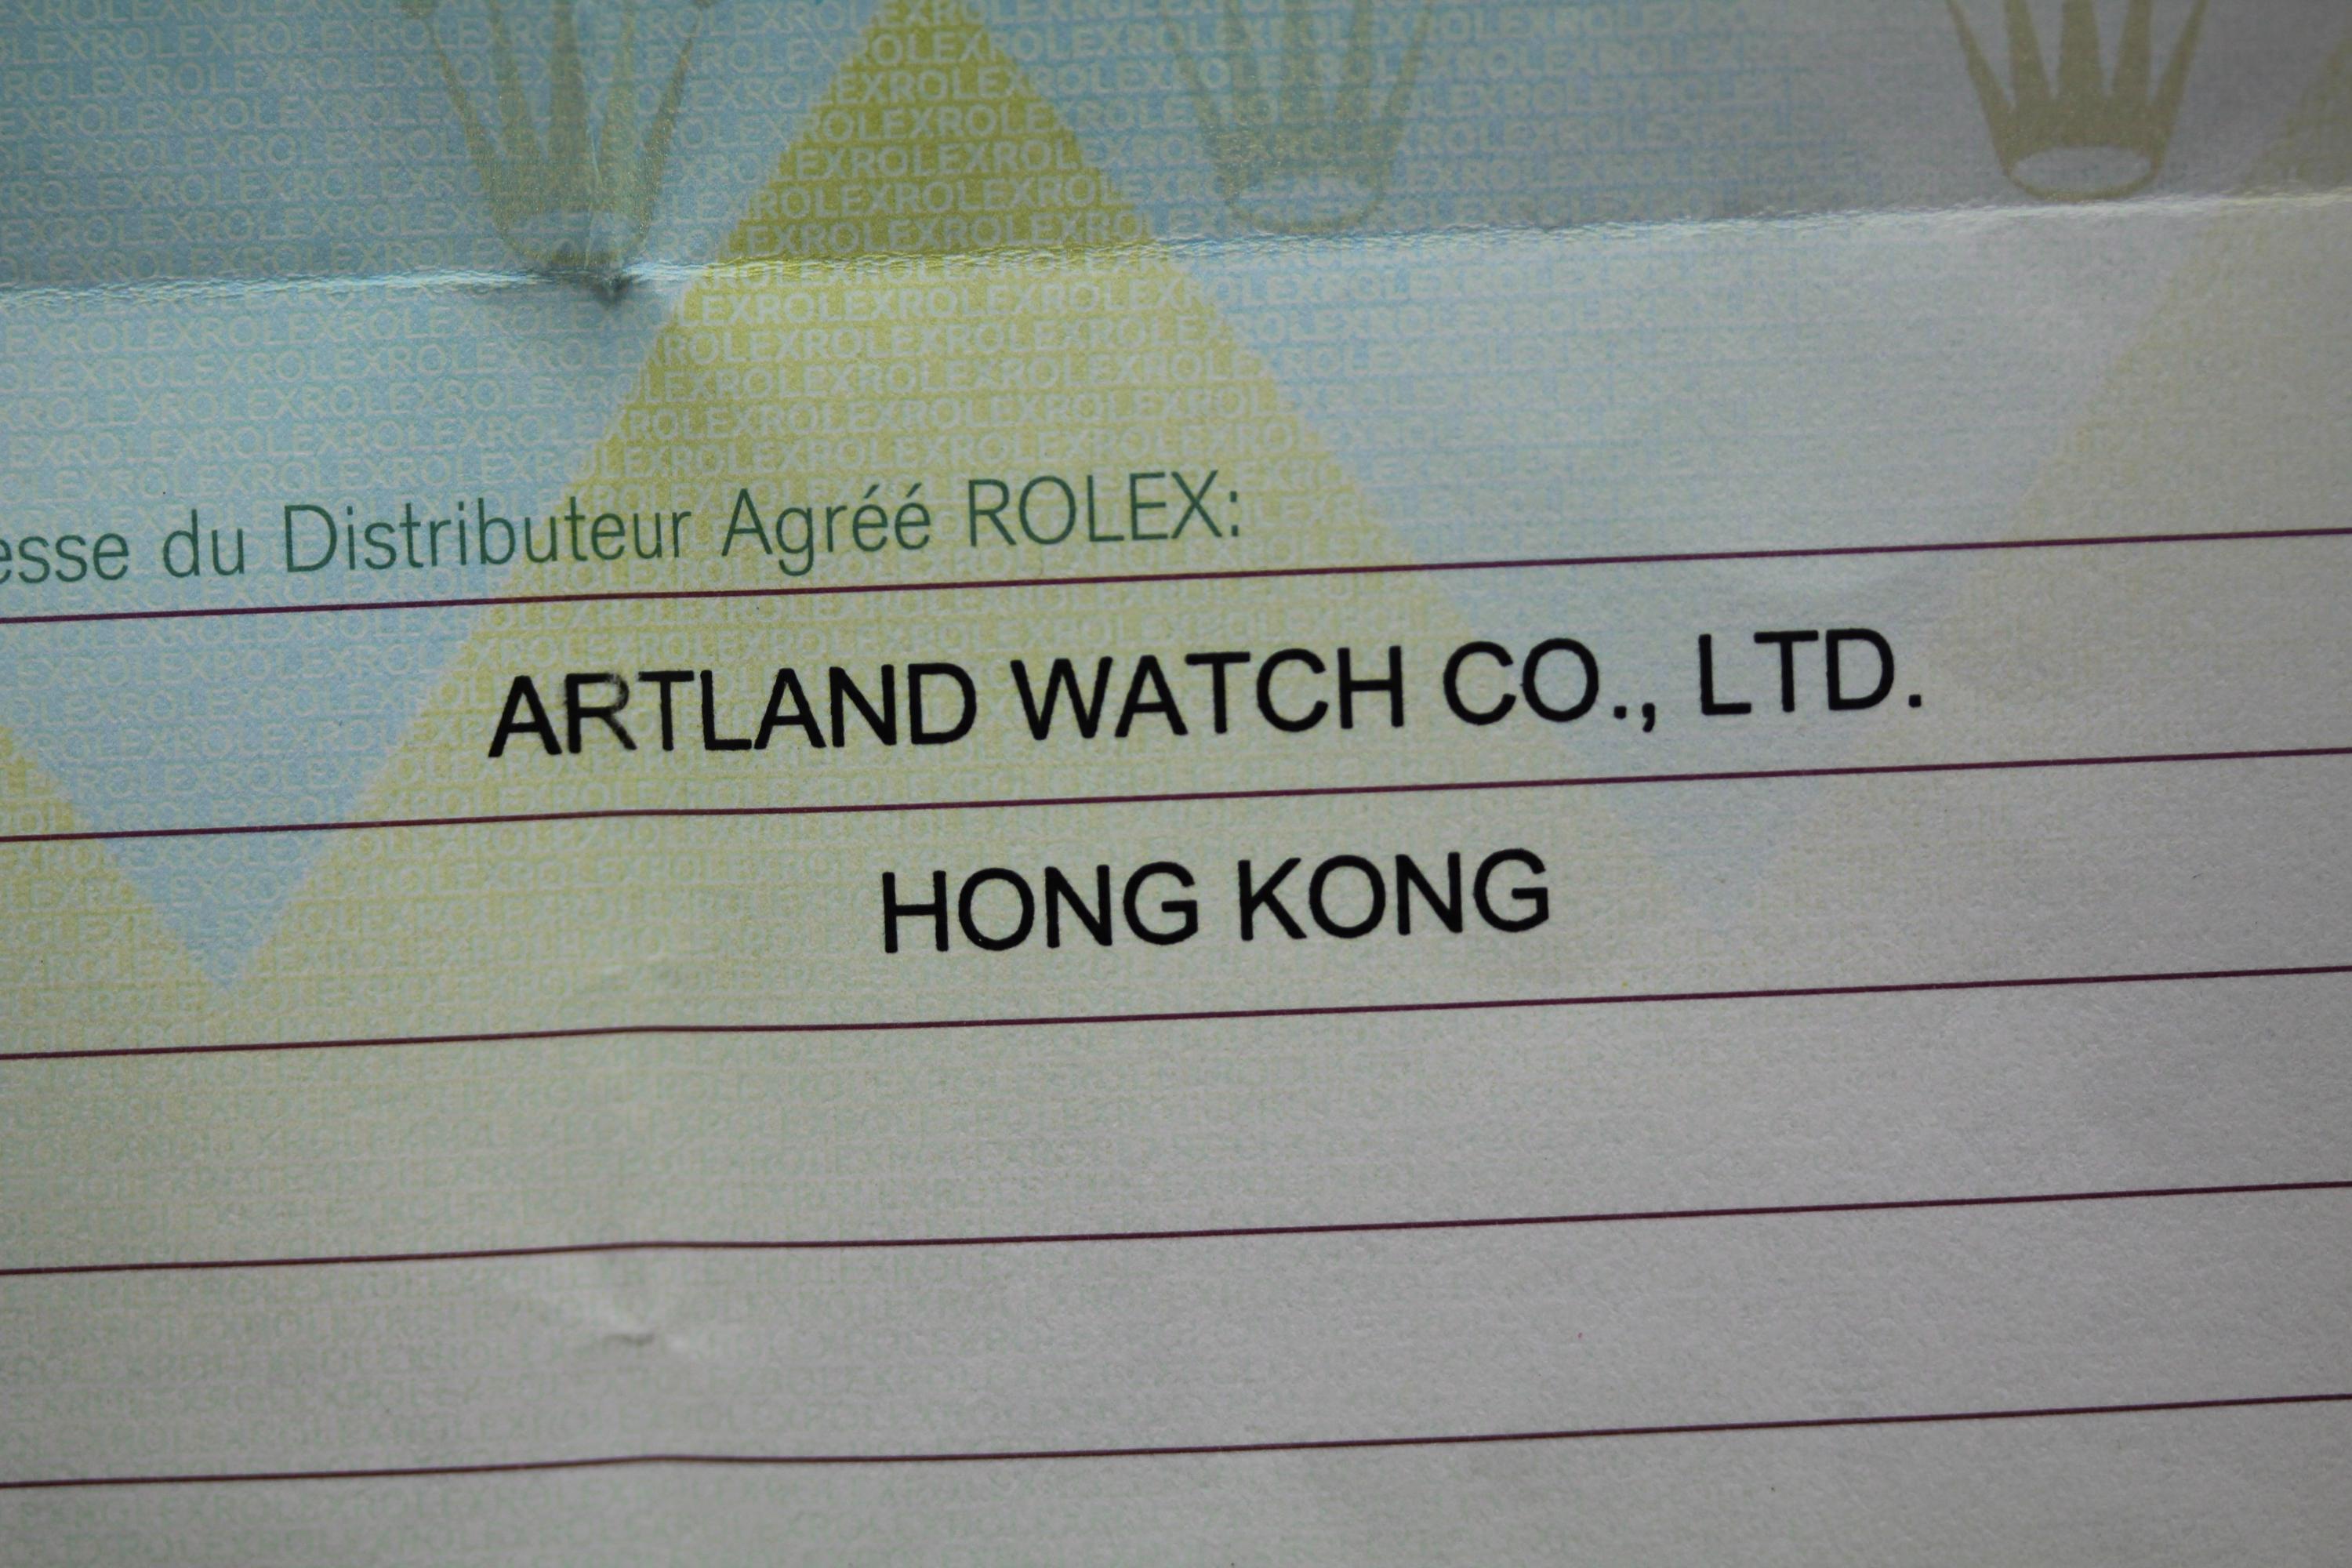 esse du Distributeur Agréé ROLEX:
ARTLAND WATCH CO., LTD.
HONG KONG